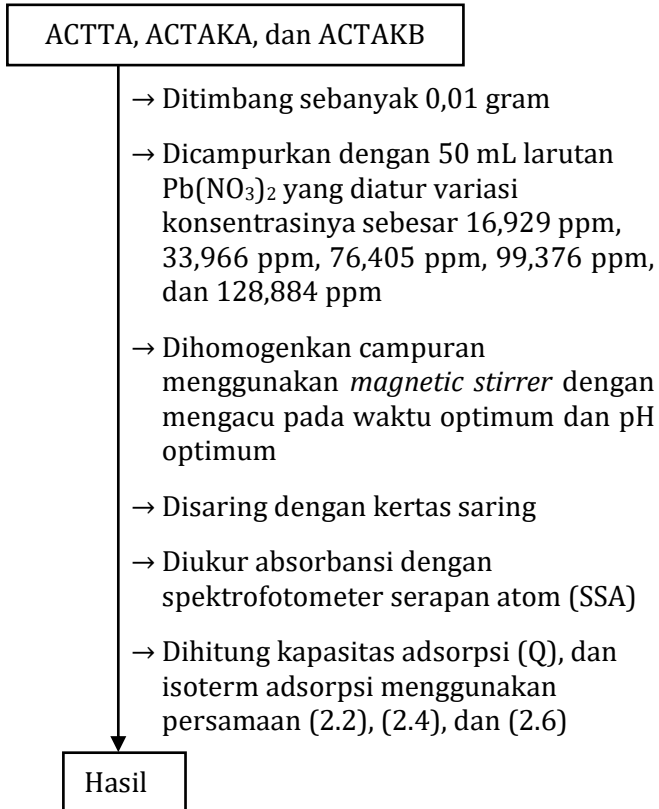 ACTTA, ACTAKA, dan ACTAKB
→ Ditimbang sebanyak 0,01 gram
→ Dicampurkan dengan 50 mL larutan
Pb(NO₃)₂ yang diatur variasi
konsentrasinya sebesar 16,929 ppm,
33,966 ppm, 76,405 ppm, 99,376 ppm,
dan 128,884 ppm
→ Dihomogenkan campuran
menggunakan magnetic stirrer dengan
mengacu pada waktu optimum dan pH
optimum
→ Disaring dengan kertas saring
→ Diukur absorbansi dengan
spektrofotometer serapan atom (SSA)
→ Dihitung kapasitas adsorpsi (Q), dan
isoterm adsorpsi menggunakan
persamaan (2.2), (2.4), dan (2.6)
Hasil